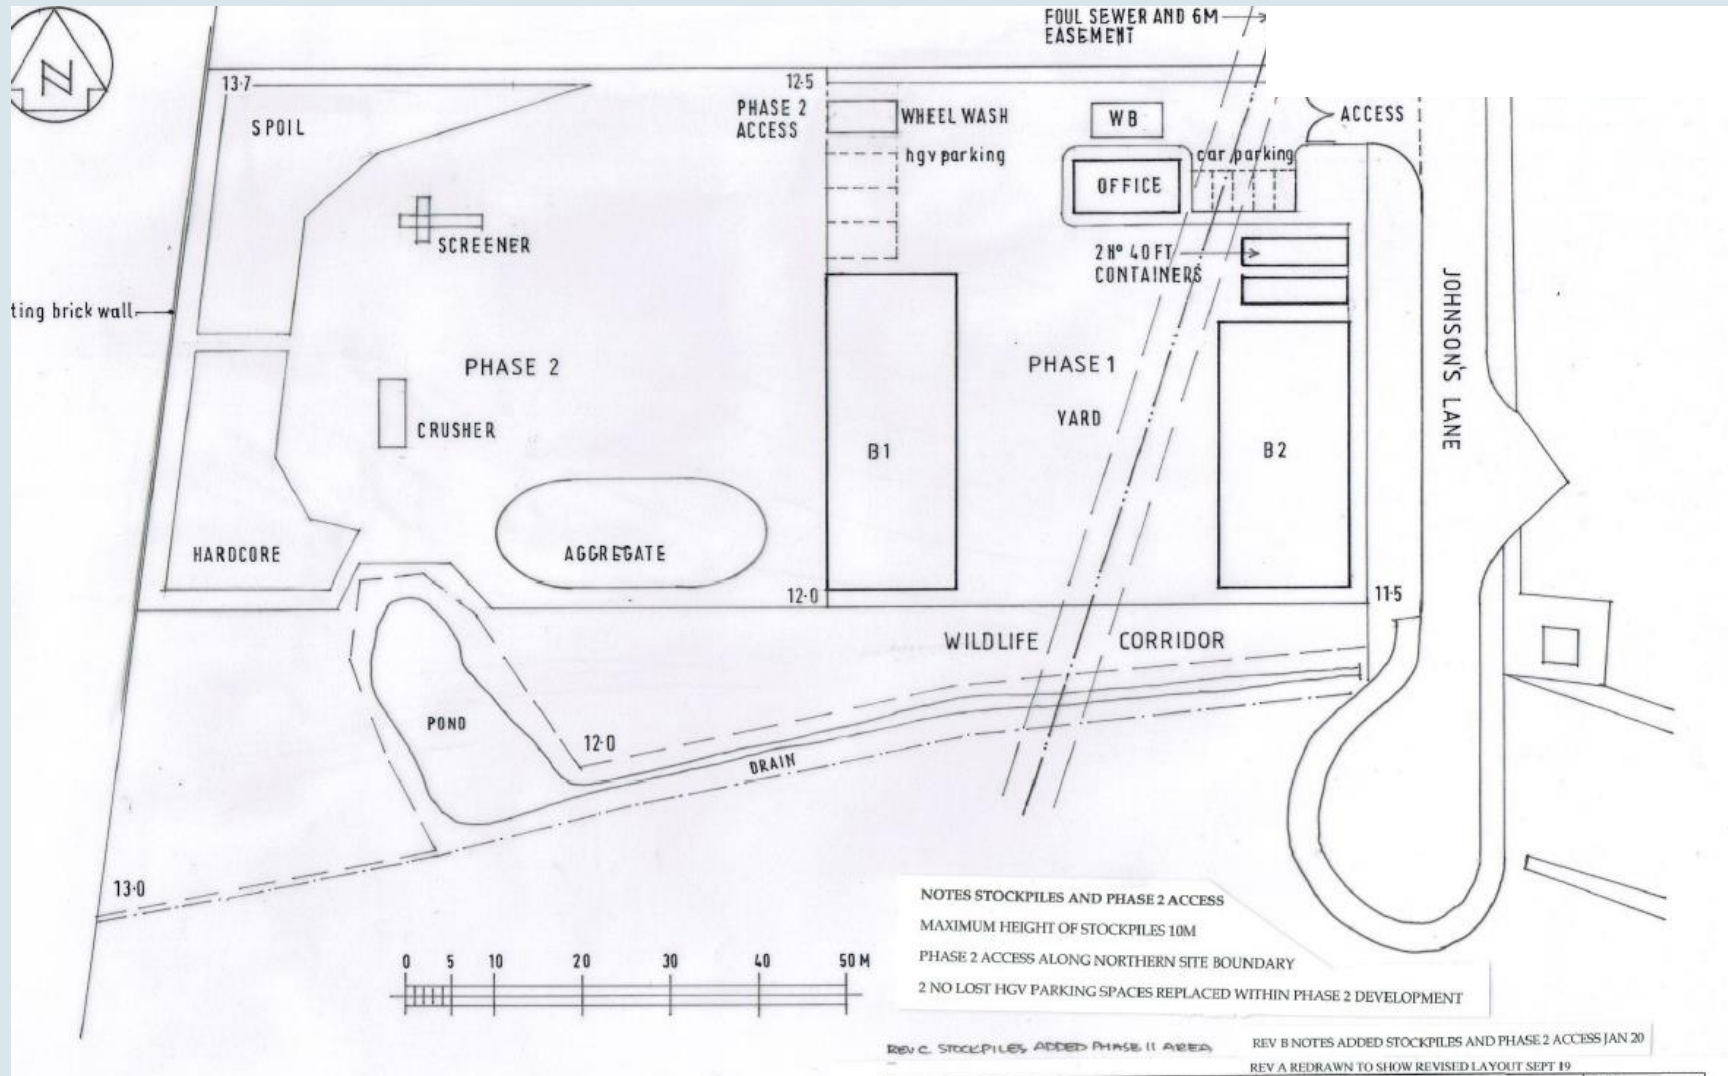 FOUL SEWER AND 6M
EASEMENT
N
13.7
12.5
SPOIL
PHASE 2
ACCESS
WHEEL WASH
WB
ACCESS
hgv parking
car parking
OFFICE
SCREENER
2 Nº 40FT
CONTAINERS
JOHNSON'S LANE
ting brick wall
PHASE 2
PHASE 1
YARD
CRUSHER
B1
B2
HARDCORE
AGGREGATE
12.0
11.5
WILDLIFE CORRIDOR
POND
12.0
DRAIN
13.0
NOTES STOCKPILES AND PHASE 2 ACCESS
MAXIMUM HEIGHT OF STOCKPILES 10M
PHASE 2 ACCESS ALONG NORTHERN SITE BOUNDARY
2 NO LOST HGV PARKING SPACES REPLACED WITHIN PHASE 2 DEVELOPMENT
0 5 10 20 30 40 50 M
REV C STOCKPILES ADDED PHASE II AREA
REV B NOTES ADDED STOCKPILES AND PHASE 2 ACCESS JAN 20
REV A REDRAWN TO SHOW REVISED LAYOUT SEPT 19